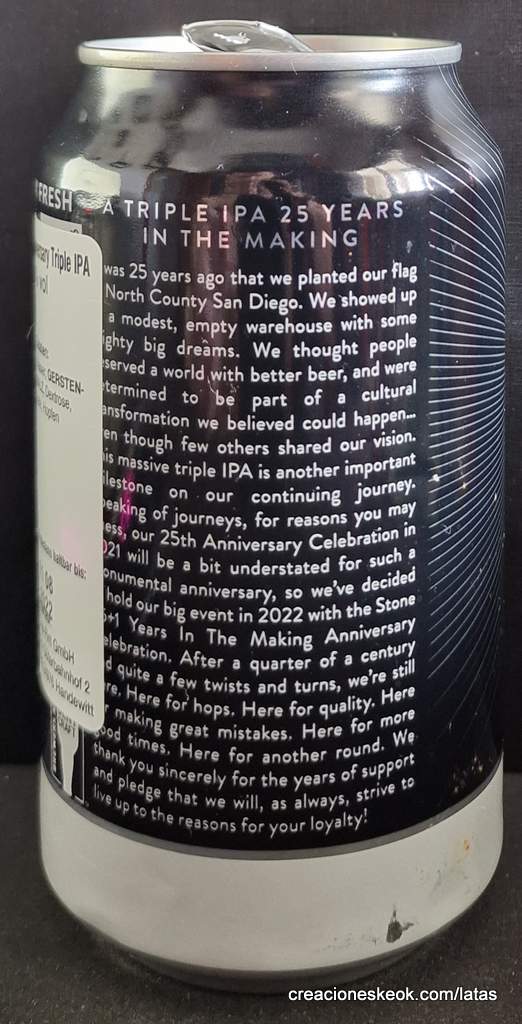 FRESH
Triple IPA
vol
GERSTEN-
Dextrose,
Hopfen
haltbar bis:
08
GmbH
2
Handewitt
A TRIPLE IPA 25 YEARS
IN THE MAKING
was 25 years ago that we planted our flag
North County San Diego. We showed up
a modest, empty warehouse with some
ighty big dreams. We thought people
eserved a world with better beer, and were
etermined to be part of a cultural
ansformation we believed could happen...
en though few others shared our vision.
is massive triple IPA is another important
ilestone on our continuing journey.
peaking of journeys, for reasons you may
ess, our 25th Anniversary Celebration in
021 will be a bit understated for such a
onumental anniversary, so we've decided
hold our big event in 2022 with the Stone
5+1 Years In The Making Anniversary
elebration. After a quarter of a century
d quite a few twists and turns, we're still
re. Here for hops. Here for quality. Here
r making great mistakes. Here for more
ood times. Here for another round. We
thank you sincerely for the years of support
and pledge that we will, as always, strive to
live up to the reasons for your loyalty!
creacioneskeok.com/latas